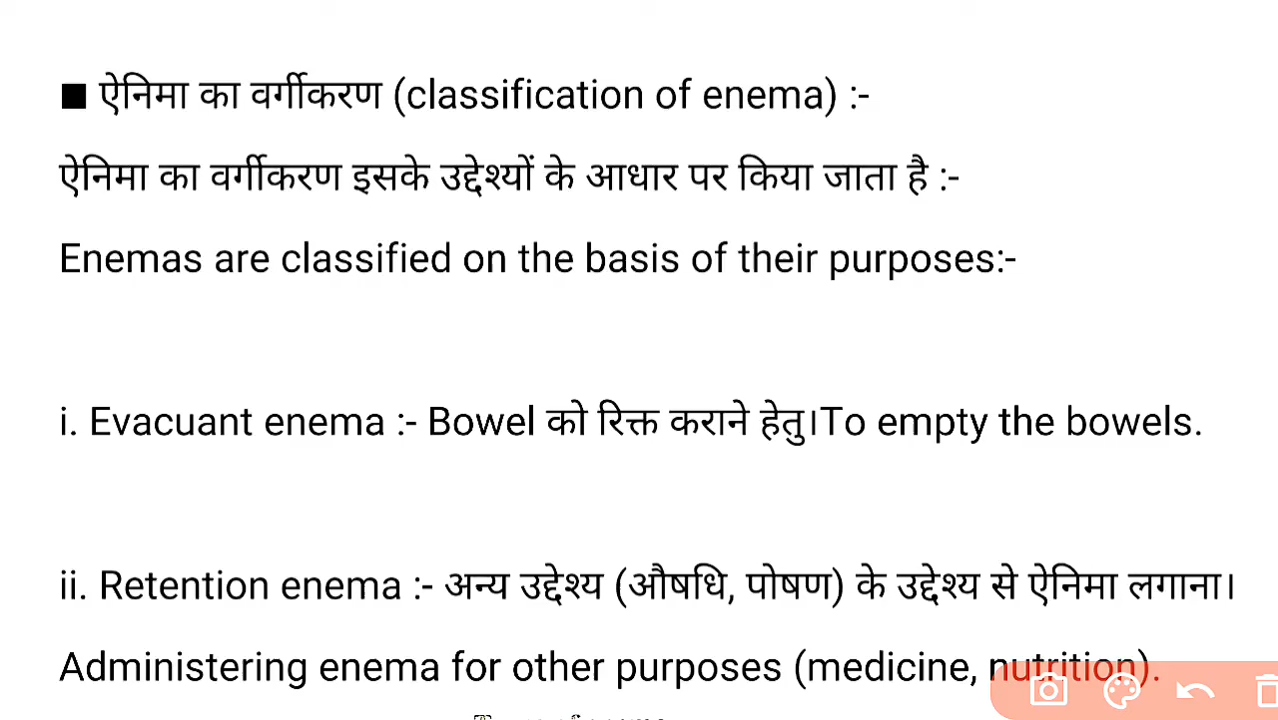 ■ ऐनिमा का वर्गीकरण (classification of enema) :-
ऐनिमा का वर्गीकरण इसके उद्देश्यों के आधार पर किया जाता है :-
Enemas are classified on the basis of their purposes:-
i. Evacuant enema :- Bowel को रिक्त कराने हेतु।To empty the bowels.
ii. Retention enema :- अन्य उद्देश्य (औषधि, पोषण) के उद्देश्य से ऐनिमा लगाना।
Administering enema for other purposes (medicine, nutrition).